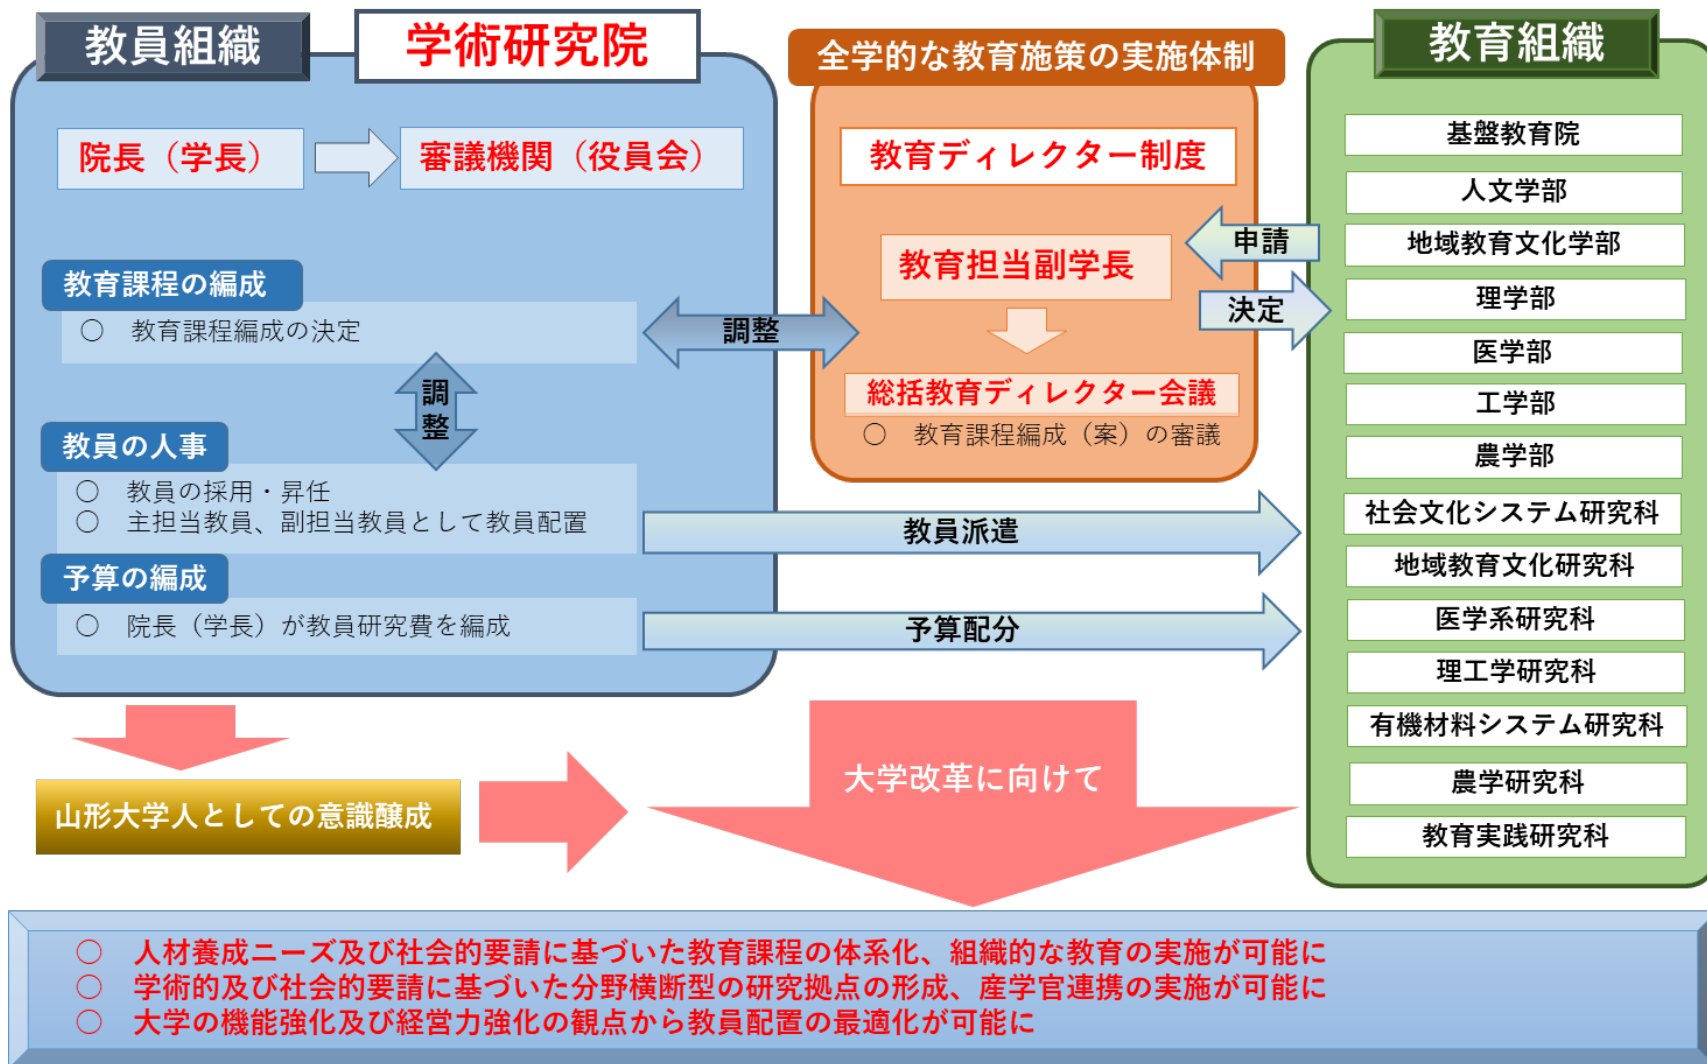 教員組織
学術研究院
院長（学長）
審議機関（役員会）
教育課程の編成
○ 教育課程編成の決定
調整
教員の人事
○ 教員の採用・昇任
○ 主担当教員、副担当教員として教員配置
予算の編成
○ 院長（学長）が教員研究費を編成
調整
全学的な教育施策の実施体制
教育ディレクター制度
教育担当副学長
総括教育ディレクター会議
○ 教育課程編成（案）の審議
申請
決定
教員派遣
予算配分
教育組織
基盤教育院
人文学部
地域教育文化学部
理学部
医学部
工学部
農学部
社会文化システム研究科
地域教育文化研究科
医学系研究科
理工学研究科
有機材料システム研究科
農学研究科
教育実践研究科
山形大学人としての意識醸成
大学改革に向けて
○ 人材養成ニーズ及び社会的要請に基づいた教育課程の体系化、組織的な教育の実施が可能に
○ 学術的及び社会的要請に基づいた分野横断型の研究拠点の形成、産学官連携の実施が可能に
○ 大学の機能強化及び経営力強化の観点から教員配置の最適化が可能に